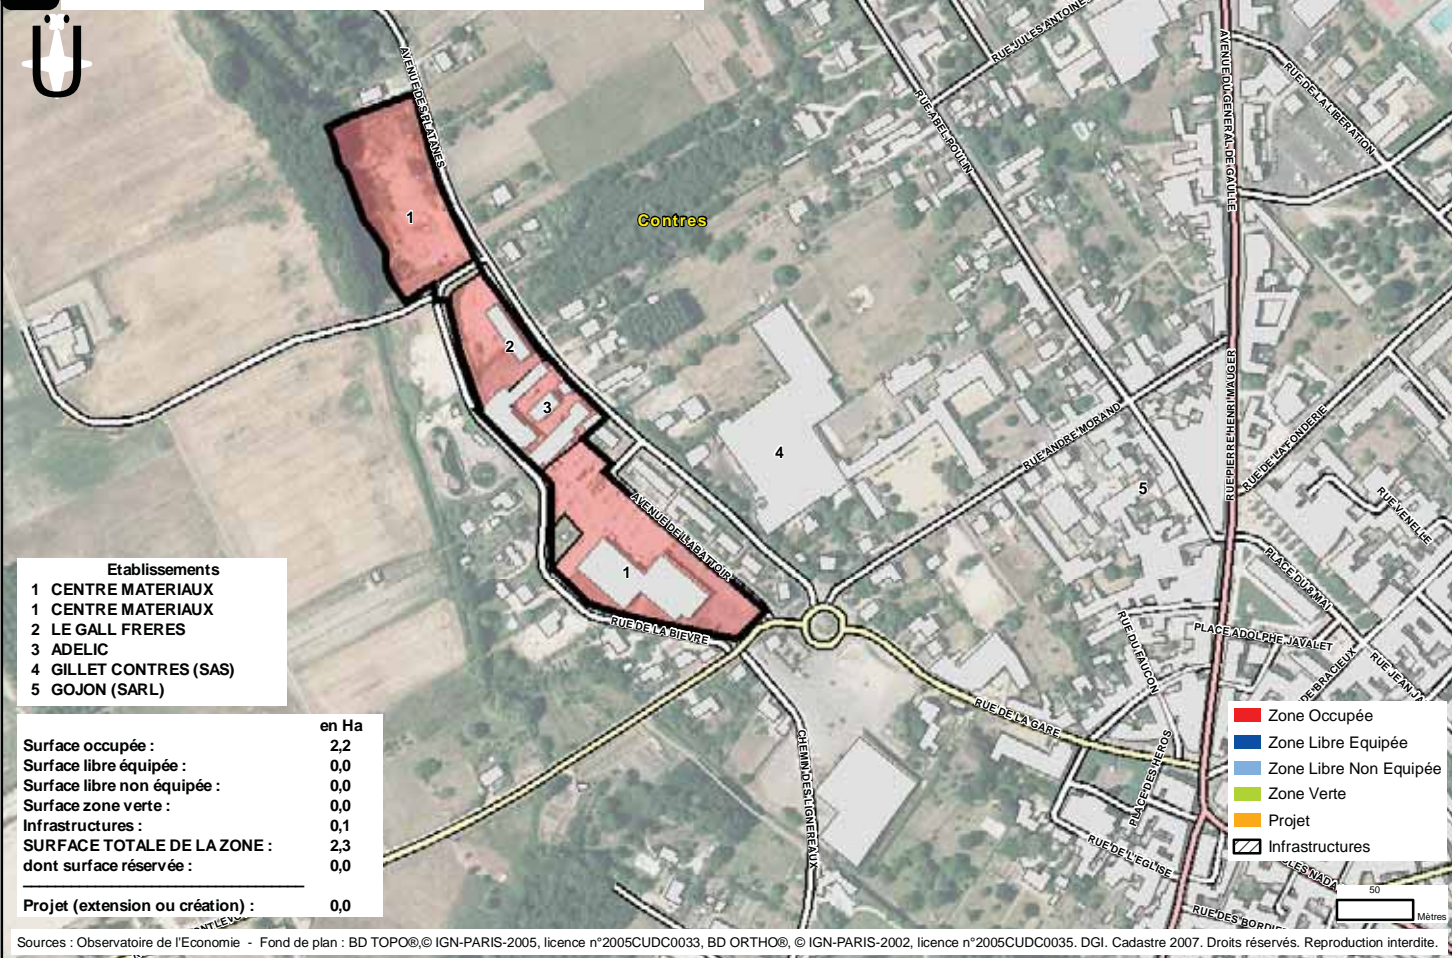 AVENUE DES PLATANES
RUE JULES ANTOINE
AVENUE DU GENERAL DE GAULLE
RUE DE LA LIBERATION
RUE ABEL POULIN
Contres
1
2
3
4
5
1
RUE ANDRE MORAND
RUE PIERRE HENRI MAUGER
RUE DE LA FONDERIE
RUE VENELLE
AVENUE DE L'ABATTOIR
PLACE DU 8 MAI
RUE DE LA BIEVRE
RUE DU FAUCON
PLACE ADOLPHE JAVALET
DE BRACIEUX
RUE JEAN JA
RUE DE LA GARE
CHEMIN DES LIGNEREAUX
PLACE DES HEROS
RUE DE L'EGLISE
LES NADA
RUE DES BORDI
Etablissements
1 CENTRE MATERIAUX
1 CENTRE MATERIAUX
2 LE GALL FRERES
3 ADELIC
4 GILLET CONTRES (SAS)
5 GOJON (SARL)
en Ha
Surface occupée : 2,2
Surface libre équipée : 0,0
Surface libre non équipée : 0,0
Surface zone verte : 0,0
Infrastructures : 0,1
SURFACE TOTALE DE LA ZONE : 2,3
dont surface réservée : 0,0
Projet (extension ou création) : 0,0
Zone Occupée
Zone Libre Equipée
Zone Libre Non Equipée
Zone Verte
Projet
Infrastructures
50
Mètres
Sources : Observatoire de l'Economie - Fond de plan : BD TOPO®,© IGN-PARIS-2005, licence n°2005CUDC0033, BD ORTHO®, © IGN-PARIS-2002, licence n°2005CUDC0035. DGI. Cadastre 2007. Droits réservés. Reproduction interdite.